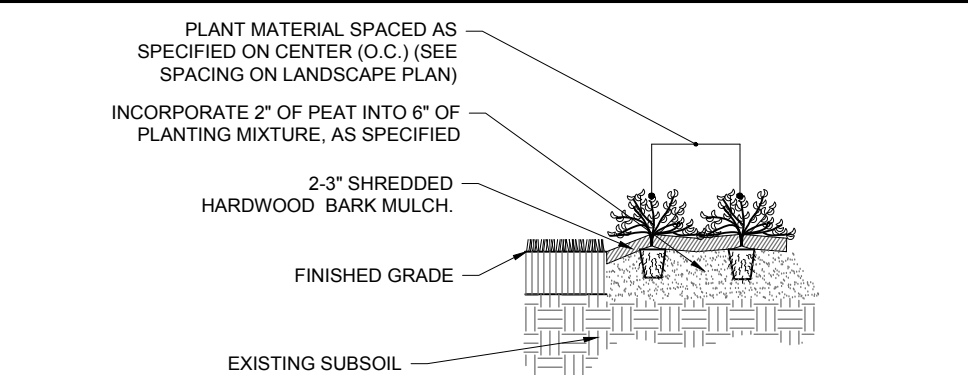 PLANT MATERIAL SPACED AS
SPECIFIED ON CENTER (O.C.) (SEE
SPACING ON LANDSCAPE PLAN)
INCORPORATE 2" OF PEAT INTO 6" OF
PLANTING MIXTURE, AS SPECIFIED
2-3" SHREDDED
HARDWOOD BARK MULCH.
FINISHED GRADE
EXISTING SUBSOIL